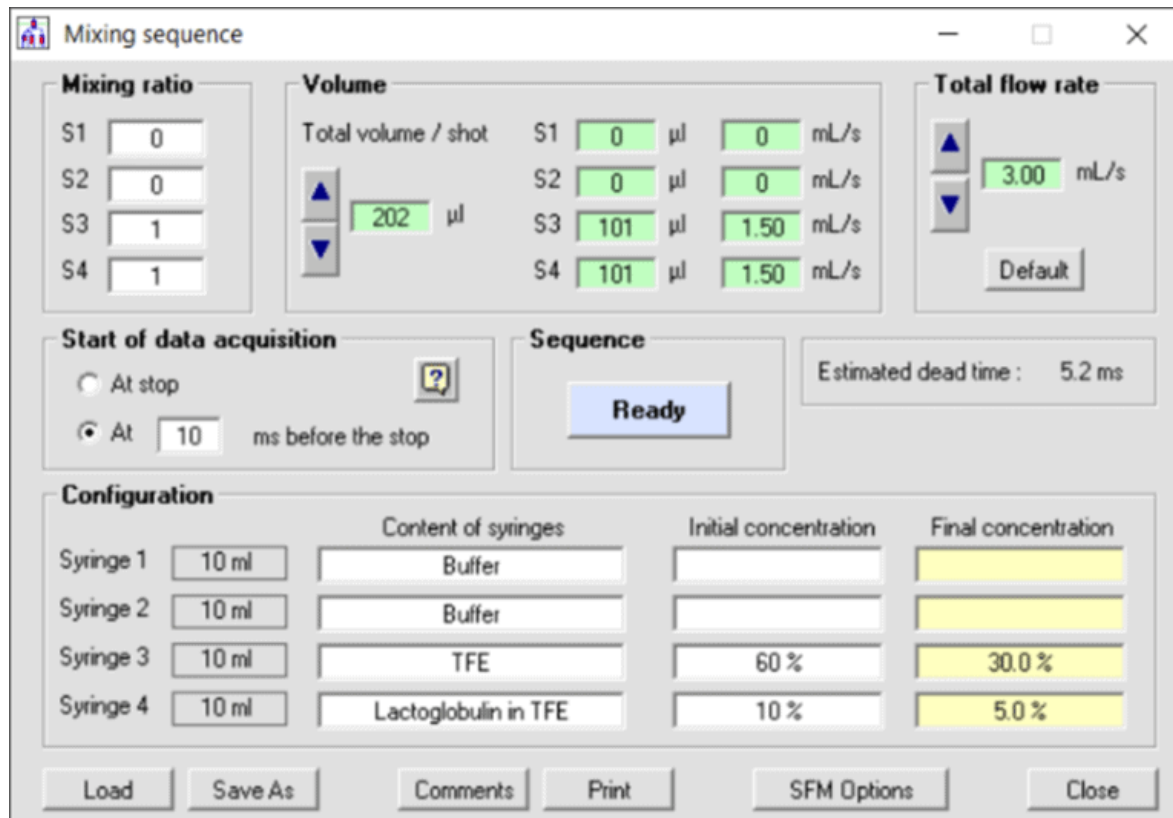 Mixing sequence
Mixing ratio
S1 0
S2 0
S3 1
S4 1
Volume
Total volume / shot
202 µl
S1 0 µl 0 mL/s
S2 0 µl 0 mL/s
S3 101 µl 1.50 mL/s
S4 101 µl 1.50 mL/s
Total flow rate
3.00 mL/s
Default
Start of data acquisition
At stop
?
At 10 ms before the stop
Sequence
Ready
Estimated dead time : 5.2 ms
Configuration
Content of syringes Initial concentration Final concentration
Syringe 1 10 ml Buffer
Syringe 2 10 ml Buffer
Syringe 3 10 ml TFE 60 % 30.0 %
Syringe 4 10 ml Lactoglobulin in TFE 10 % 5.0 %
Load Save As Comments Print SFM Options Close